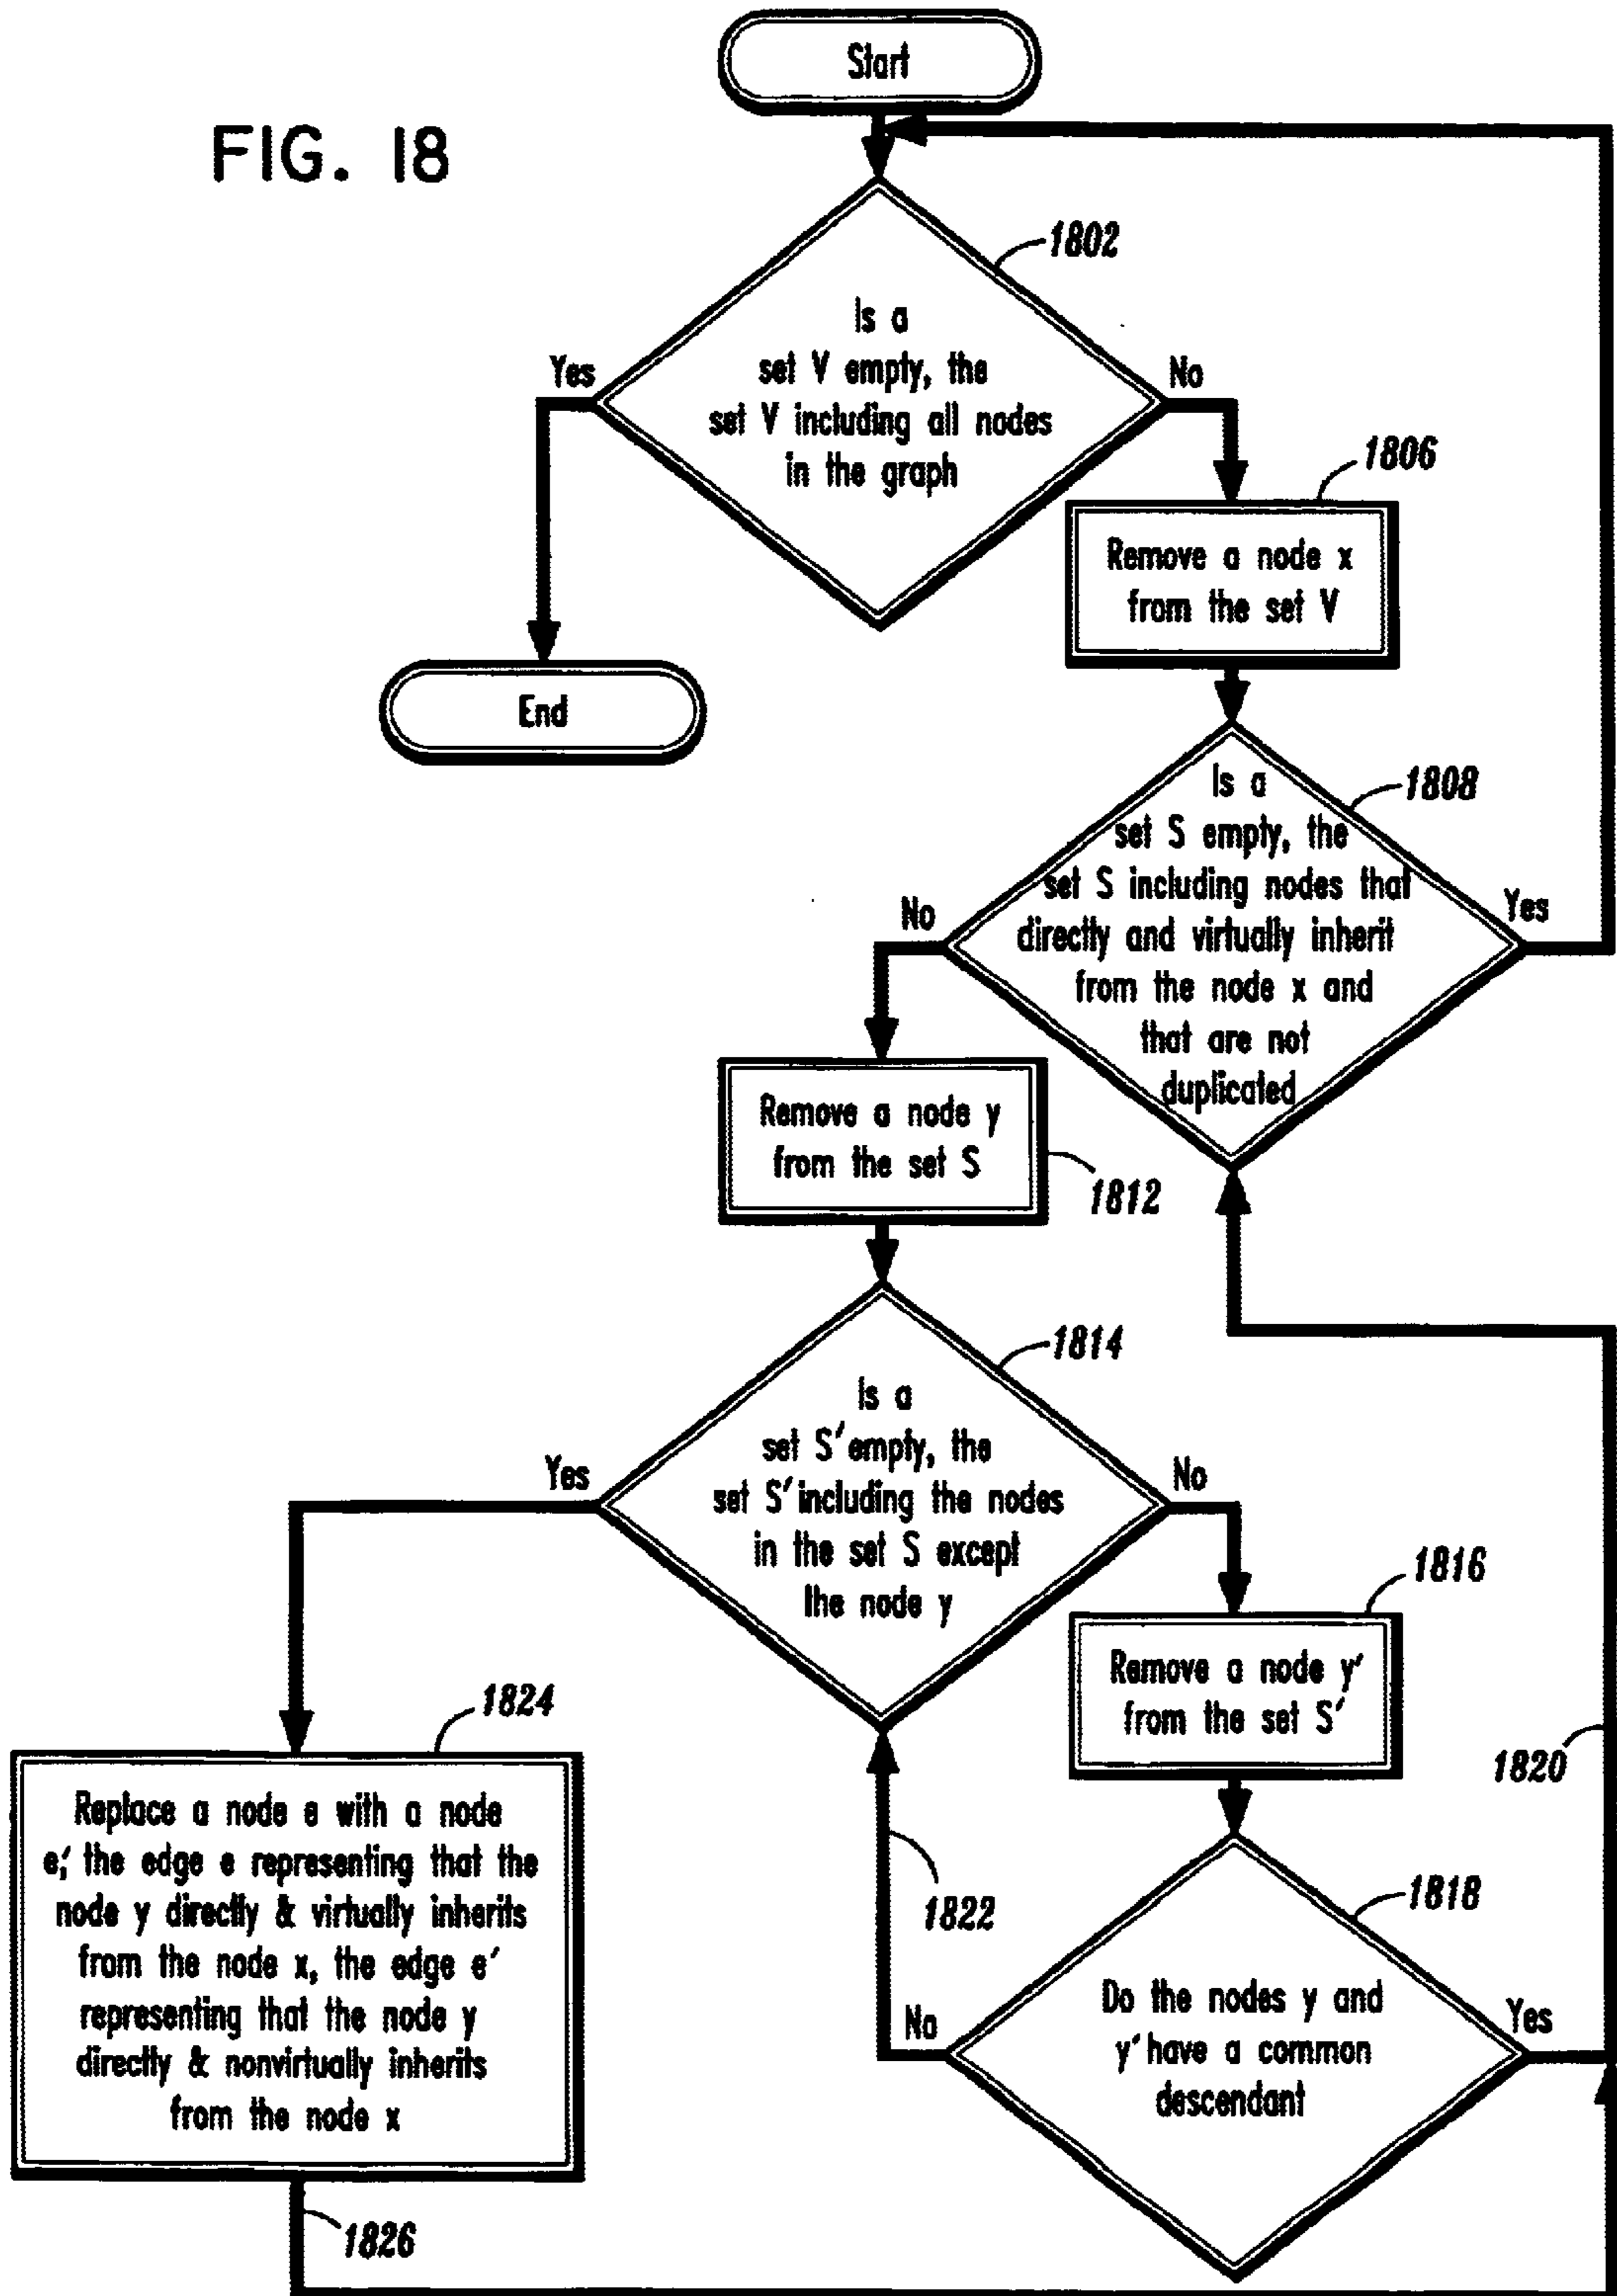 Start
FIG. 18
1802
Is a
set V empty, the
set V including all nodes
in the graph
Yes
No
1806
Remove a node x
from the set V
End
1808
Is a
set S empty, the
set S including nodes that
directly and virtually inherit
from the node x and
that are not
duplicated
No
Yes
Remove a node y
from the set S
1812
1814
Is a
set S' empty, the
set S' including the nodes
in the set S except
the node y
Yes
No
1816
Remove a node y'
from the set S'
1820
1824
Replace a node e with a node
e', the edge e representing that the
node y directly & virtually inherits
from the node x, the edge e'
representing that the node y
directly & nonvirtually inherits
from the node x
1822
1818
Do the nodes y and
y' have a common
descendant
No
Yes
1826